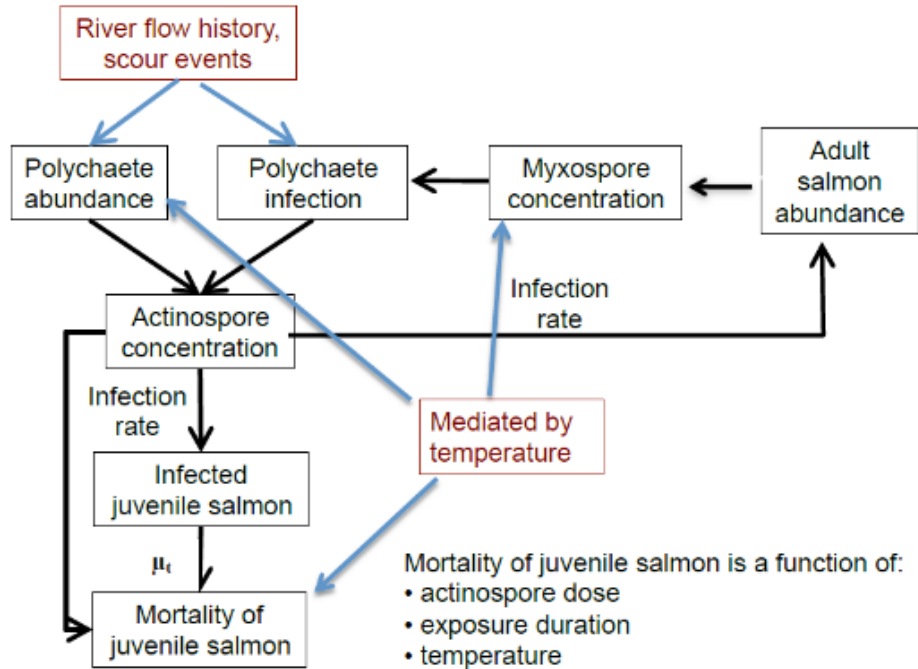 River flow history,
scour events
Polychaete
abundance
Polychaete
infection
Myxospore
concentration
Adult
salmon
abundance
Infection
rate
Actinospore
concentration
Infection
rate
Mediated by
temperature
Infected
juvenile salmon
μₜ
Mortality of
juvenile salmon
Mortality of juvenile salmon is a function of:
• actinospore dose
• exposure duration
• temperature